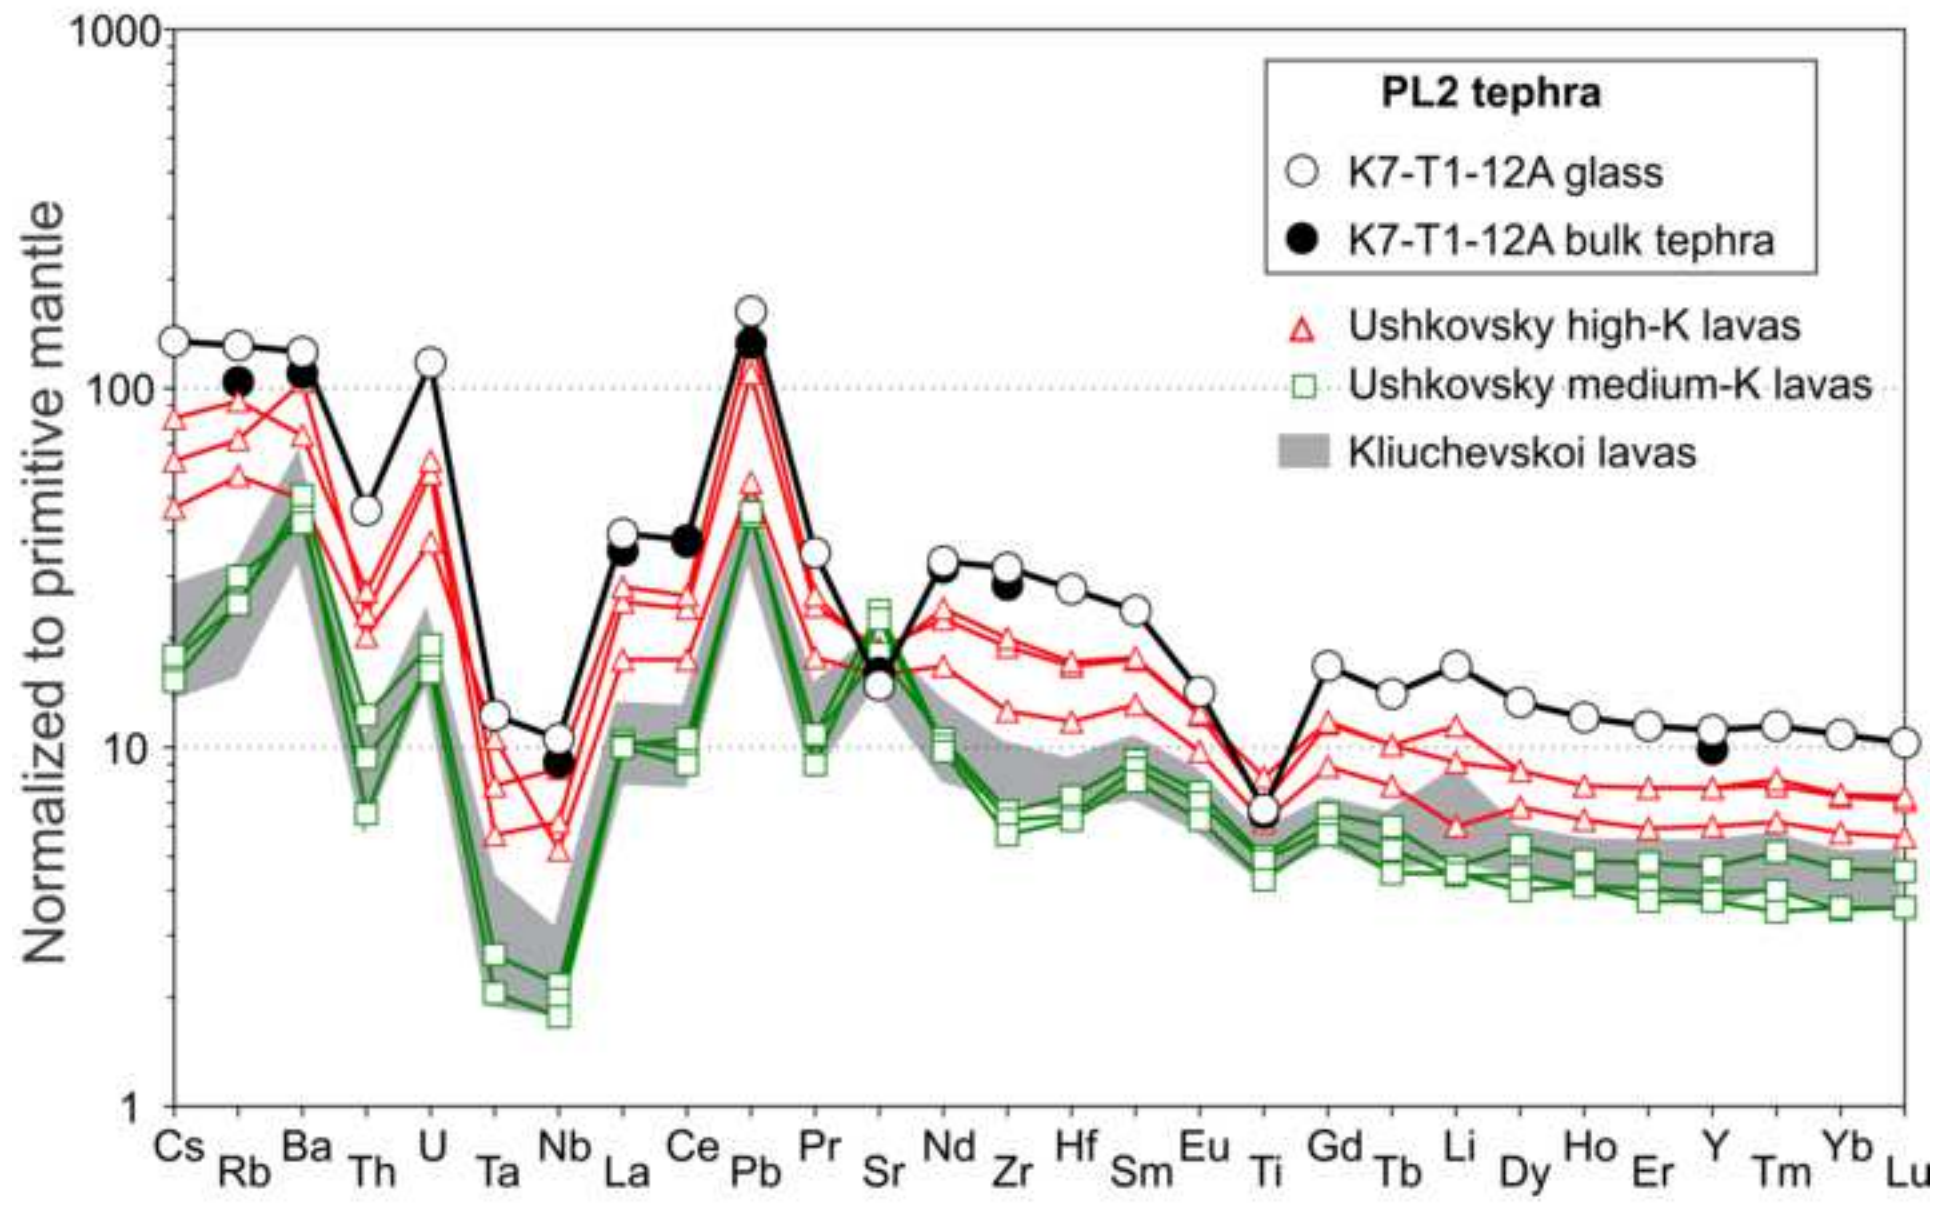 1000
100
10
1
Normalized to primitive mantle
PL2 tephra
K7-T1-12A glass
K7-T1-12A bulk tephra
Ushkovsky high-K lavas
Ushkovsky medium-K lavas
Kliuchevskoi lavas
Cs Ba U Nb Ce Pr Nd Hf Eu Gd Li Ho Y Yb
Rb Th Ta La Pb Sr Zr Sm Ti Tb Dy Er Tm Lu